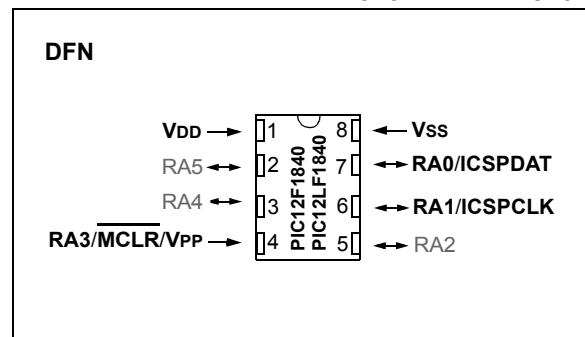 DFN
VDD
1
8
VSS
RA5
2
7
RA0/ICSPDAT
RA4
3
6
RA1/ICSPCLK
RA3/MCLR/VPP
4
5
RA2
PIC12F1840
PIC12LF1840